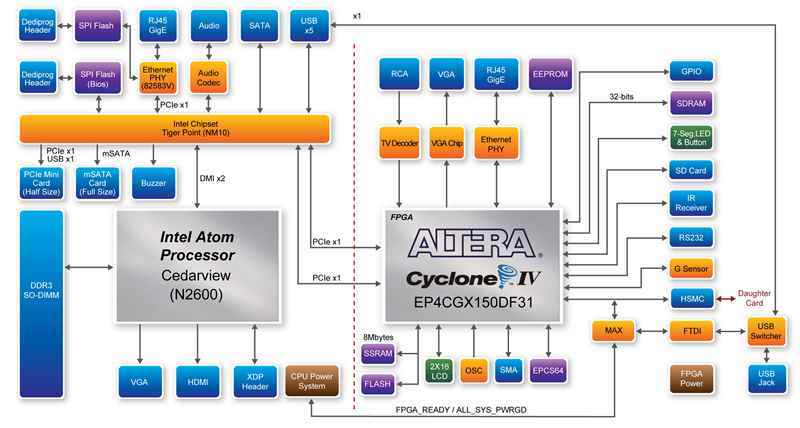 Dediprog
Header
SPI Flash
RJ45
GigE
Audio
SATA
USB
x5
x1
Dediprog
Header
SPI Flash
(Bios)
Ethernet
PHY
(82583V)
Audio
Codec
PCIe x1
Intel Chipset
Tiger Point (NM10)
PCIe x1
USB x1
mSATA
PCIe Mini
Card
(Half Size)
mSATA
Card
(Full Size)
Buzzer
DMI x2
DDR3
SO-DIMM
Intel Atom
Processor
Cedarview
(N2600)
VGA
HDMI
XDP
Header
CPU Power
System
PCIe x1
PCIe x1
RCA
VGA
RJ45
GigE
EEPROM
TV Decoder
VGA Chip
Ethernet
PHY
FPGA
ALTERA®
Cyclone IV
EP4CGX150DF31
32-bits
GPIO
SDRAM
7-Seg,LED
& Button
SD Card
IR
Receiver
RS232
G Sensor
HSMC
Daughter
Card
MAX
FTDI
USB
Switcher
FPGA
Power
USB
Jack
8Mbytes
SSRAM
FLASH
2X16
LCD
OSC
SMA
EPCS64
FPGA_READY / ALL_SYS_PWRGD